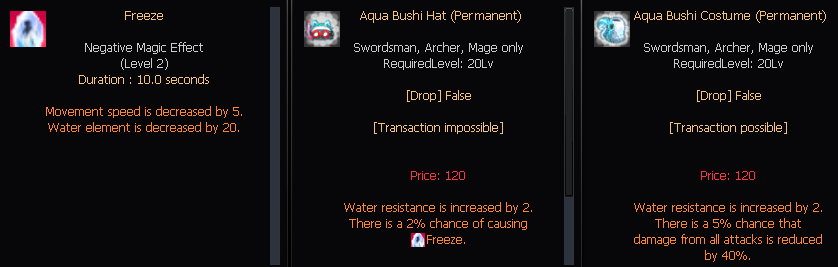 Freeze
Negative Magic Effect
(Level 2)
Duration : 10.0 seconds
Movement speed is decreased by 5.
Water element is decreased by 20.
Aqua Bushi Hat (Permanent)
Swordsman, Archer, Mage only
RequiredLevel: 20Lv
[Drop] False
[Transaction impossible]
Price: 120
Water resistance is increased by 2.
There is a 2% chance of causing
Freeze.
Aqua Bushi Costume (Permanent)
Swordsman, Archer, Mage only
RequiredLevel: 20Lv
[Drop] False
[Transaction possible]
Price: 120
Water resistance is increased by 2.
There is a 5% chance that
damage from all attacks is reduced
by 40%.